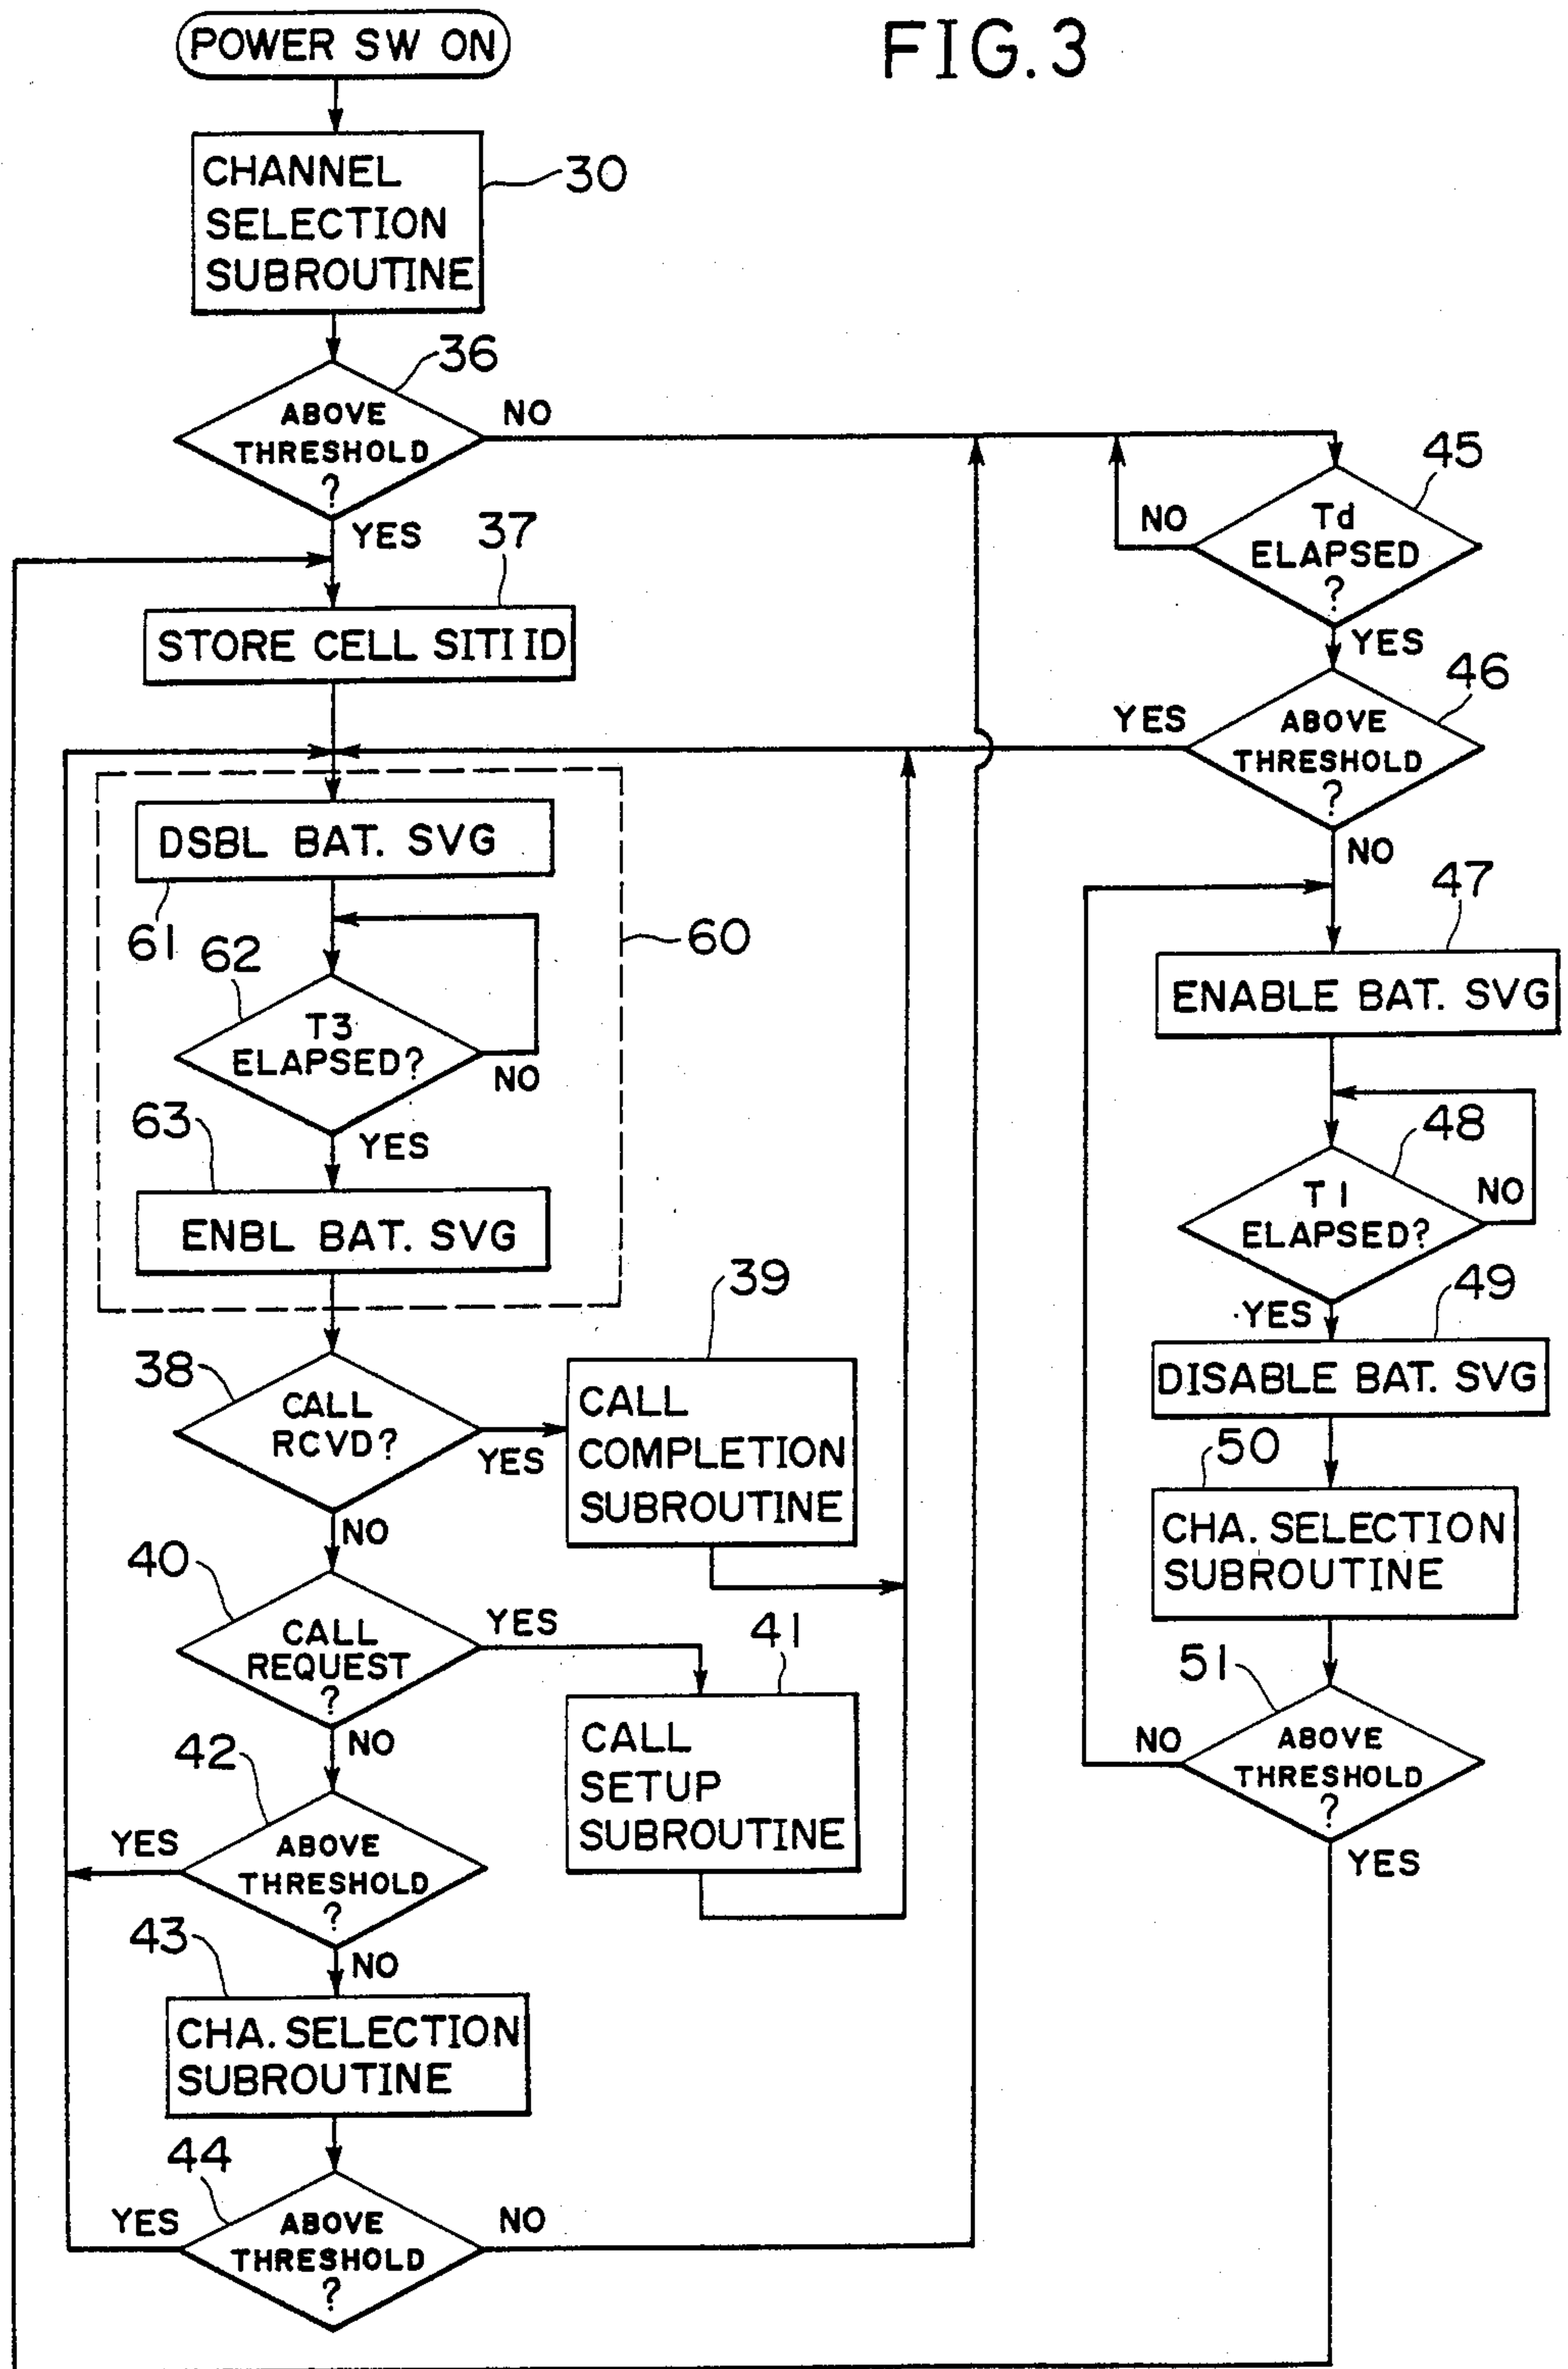 FIG.3
POWER SW ON
CHANNEL
SELECTION
SUBROUTINE
30
36
ABOVE
THRESHOLD
?
NO
YES
37
STORE CELL SITI ID
DSBL BAT. SVG
61
62
60
T3
ELAPSED?
NO
YES
63
ENBL BAT. SVG
38
CALL
RCVD?
YES
NO
39
CALL
COMPLETION
SUBROUTINE
40
CALL
REQUEST
?
YES
NO
41
CALL
SETUP
SUBROUTINE
42
ABOVE
THRESHOLD
?
YES
NO
43
CHA. SELECTION
SUBROUTINE
44
ABOVE
THRESHOLD
?
YES
NO
45
Td
ELAPSED
?
NO
YES
46
ABOVE
THRESHOLD
?
YES
NO
47
ENABLE BAT. SVG
48
T1
ELAPSED?
NO
YES
49
DISABLE BAT. SVG
50
CHA. SELECTION
SUBROUTINE
51
ABOVE
THRESHOLD
?
NO
YES